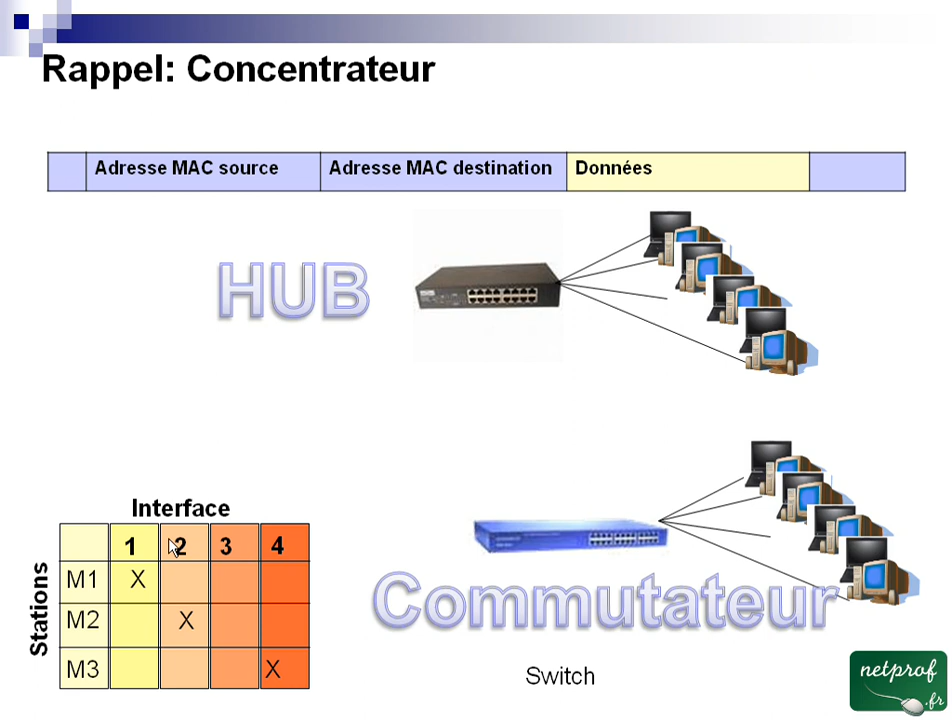 Rappel: Concentrateur
Adresse MAC source Adresse MAC destination Données
HUB
Interface
1 2 3 4
Stations
M1 X
M2 X
M3 X
Commutateur
Switch
netprof
.fr